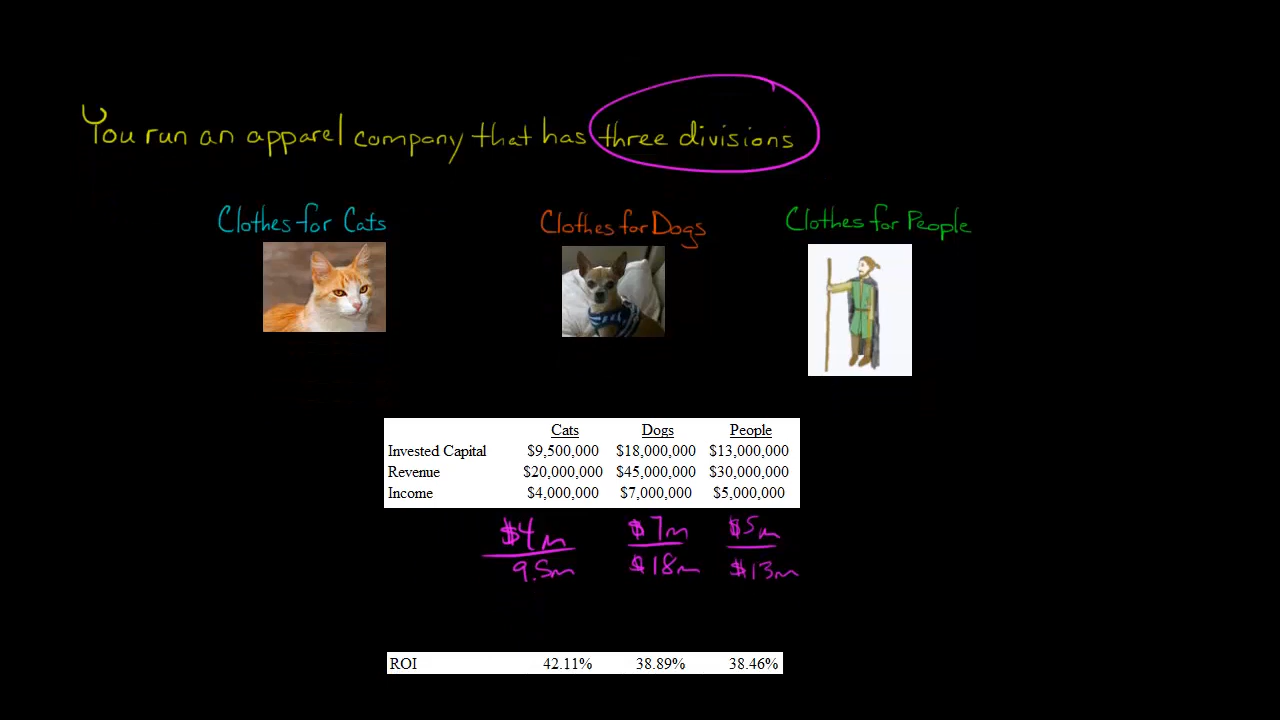 You run an apparel company that has three divisions
Clothes for Cats Clothes for Dogs Clothes for People
Cats Dogs People
Invested Capital $9,500,000 $18,000,000 $13,000,000
Revenue $20,000,000 $45,000,000 $30,000,000
Income $4,000,000 $7,000,000 $5,000,000
$4m $7m $5m
9.5m $18m $13m
ROI 42.11% 38.89% 38.46%